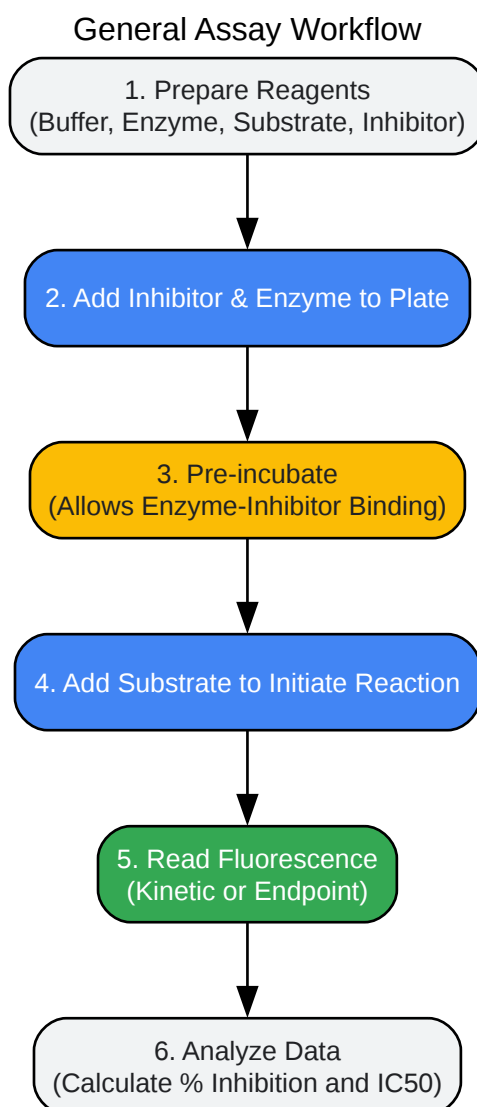 General Assay Workflow
1. Prepare Reagents
(Buffer, Enzyme, Substrate, Inhibitor)
2. Add Inhibitor & Enzyme to Plate
3. Pre-incubate
(Allows Enzyme-Inhibitor Binding)
4. Add Substrate to Initiate Reaction
5. Read Fluorescence
(Kinetic or Endpoint)
6. Analyze Data
(Calculate % Inhibition and IC50)